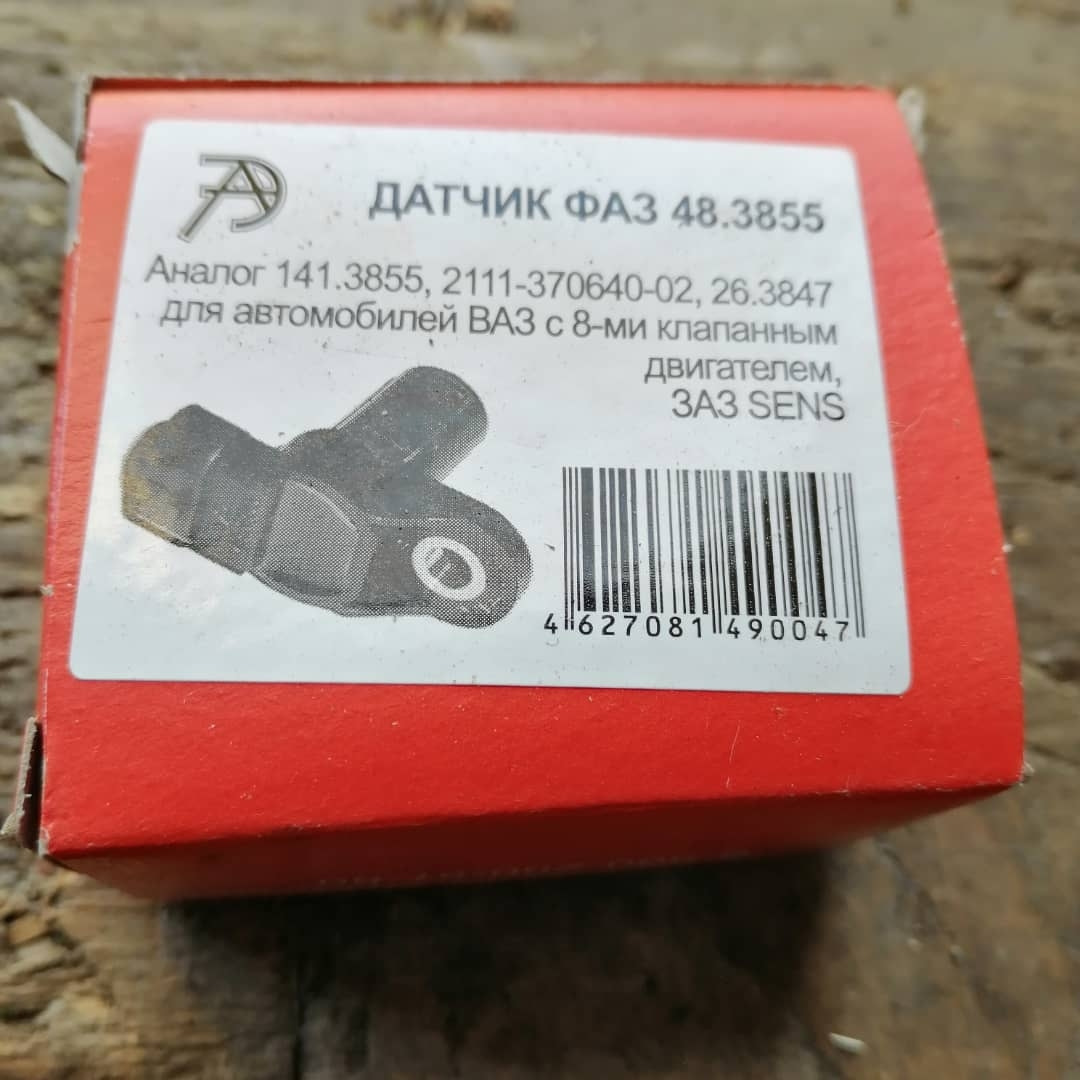 ДАТЧИК ФАЗ 48.3855
Аналог 141.3855, 2111-370640-02, 26.3847
для автомобилей ВАЗ с 8-ми клапанным
двигателем,
ЗАЗ SENS
4 627081 490047